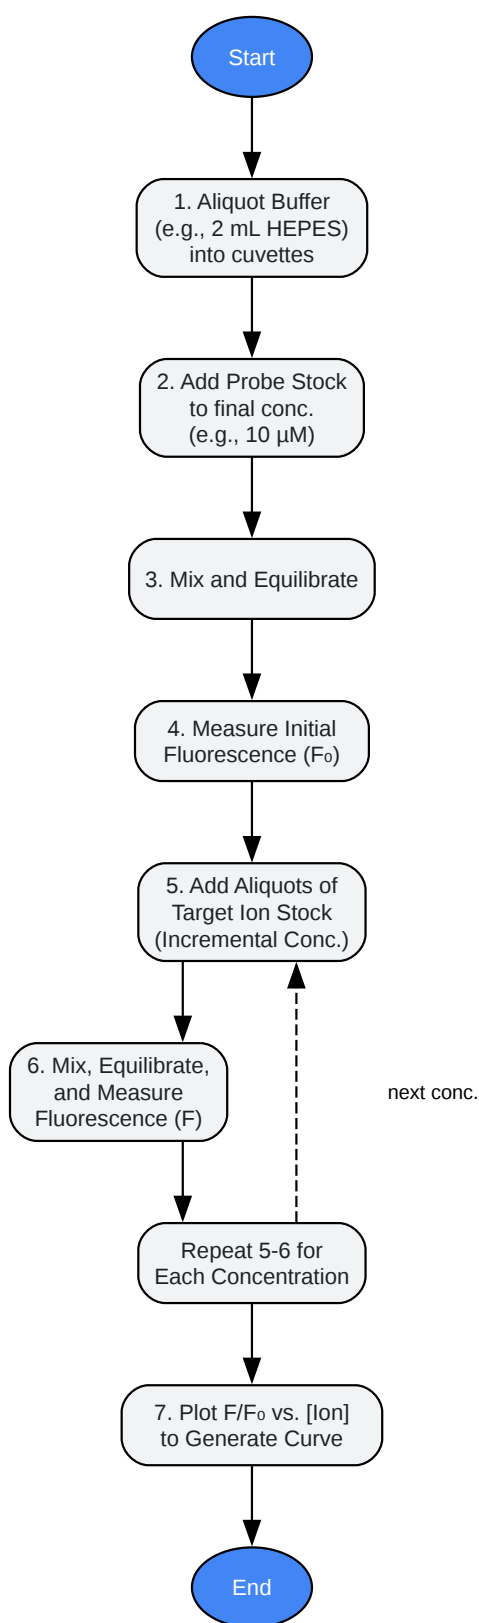 Start
1. Aliquot Buffer
(e.g., 2 mL HEPES)
into cuvettes
2. Add Probe Stock
to final conc.
(e.g., 10 µM)
3. Mix and Equilibrate
4. Measure Initial
Fluorescence (F₀)
5. Add Aliquots of
Target Ion Stock
(Incremental Conc.)
6. Mix, Equilibrate,
and Measure
Fluorescence (F)
next conc.
Repeat 5-6 for
Each Concentration
7. Plot F/F₀ vs. [Ion]
to Generate Curve
End